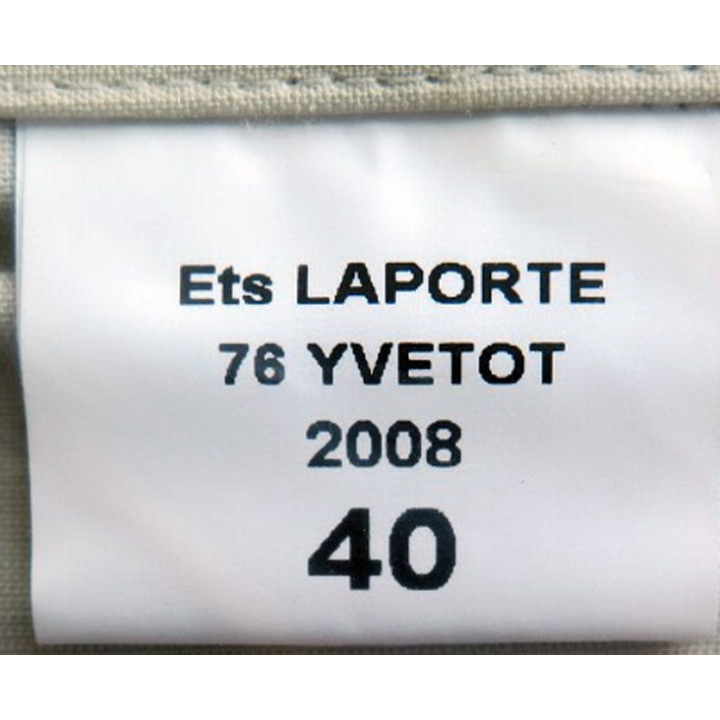 Ets LAPORTE
76 YVETOT
2008
40